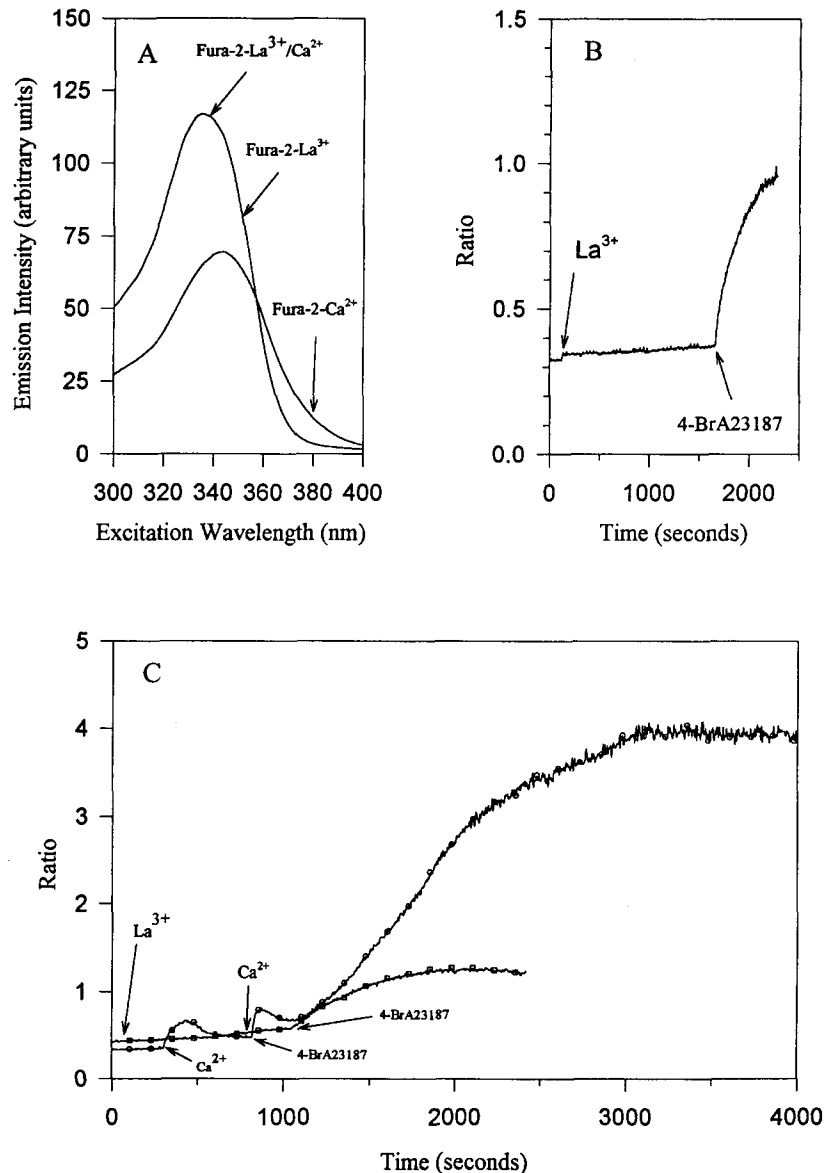 A
Fura-2-La³⁺/Ca²⁺
Fura-2-La³⁺
Fura-2-Ca²⁺
150
125
100
75
50
25
0
300 320 340 360 380 400
Emission Intensity (arbitrary units)
Excitation Wavelength (nm)
B
La³⁺
4-BrA23187
1.5
1.0
0.5
0.0
0 1000 2000
Ratio
Time (seconds)
C
La³⁺
Ca²⁺
Ca²⁺
4-BrA23187
4-BrA23187
5
4
3
2
1
0
0 1000 2000 3000 4000
Ratio
Time (seconds)